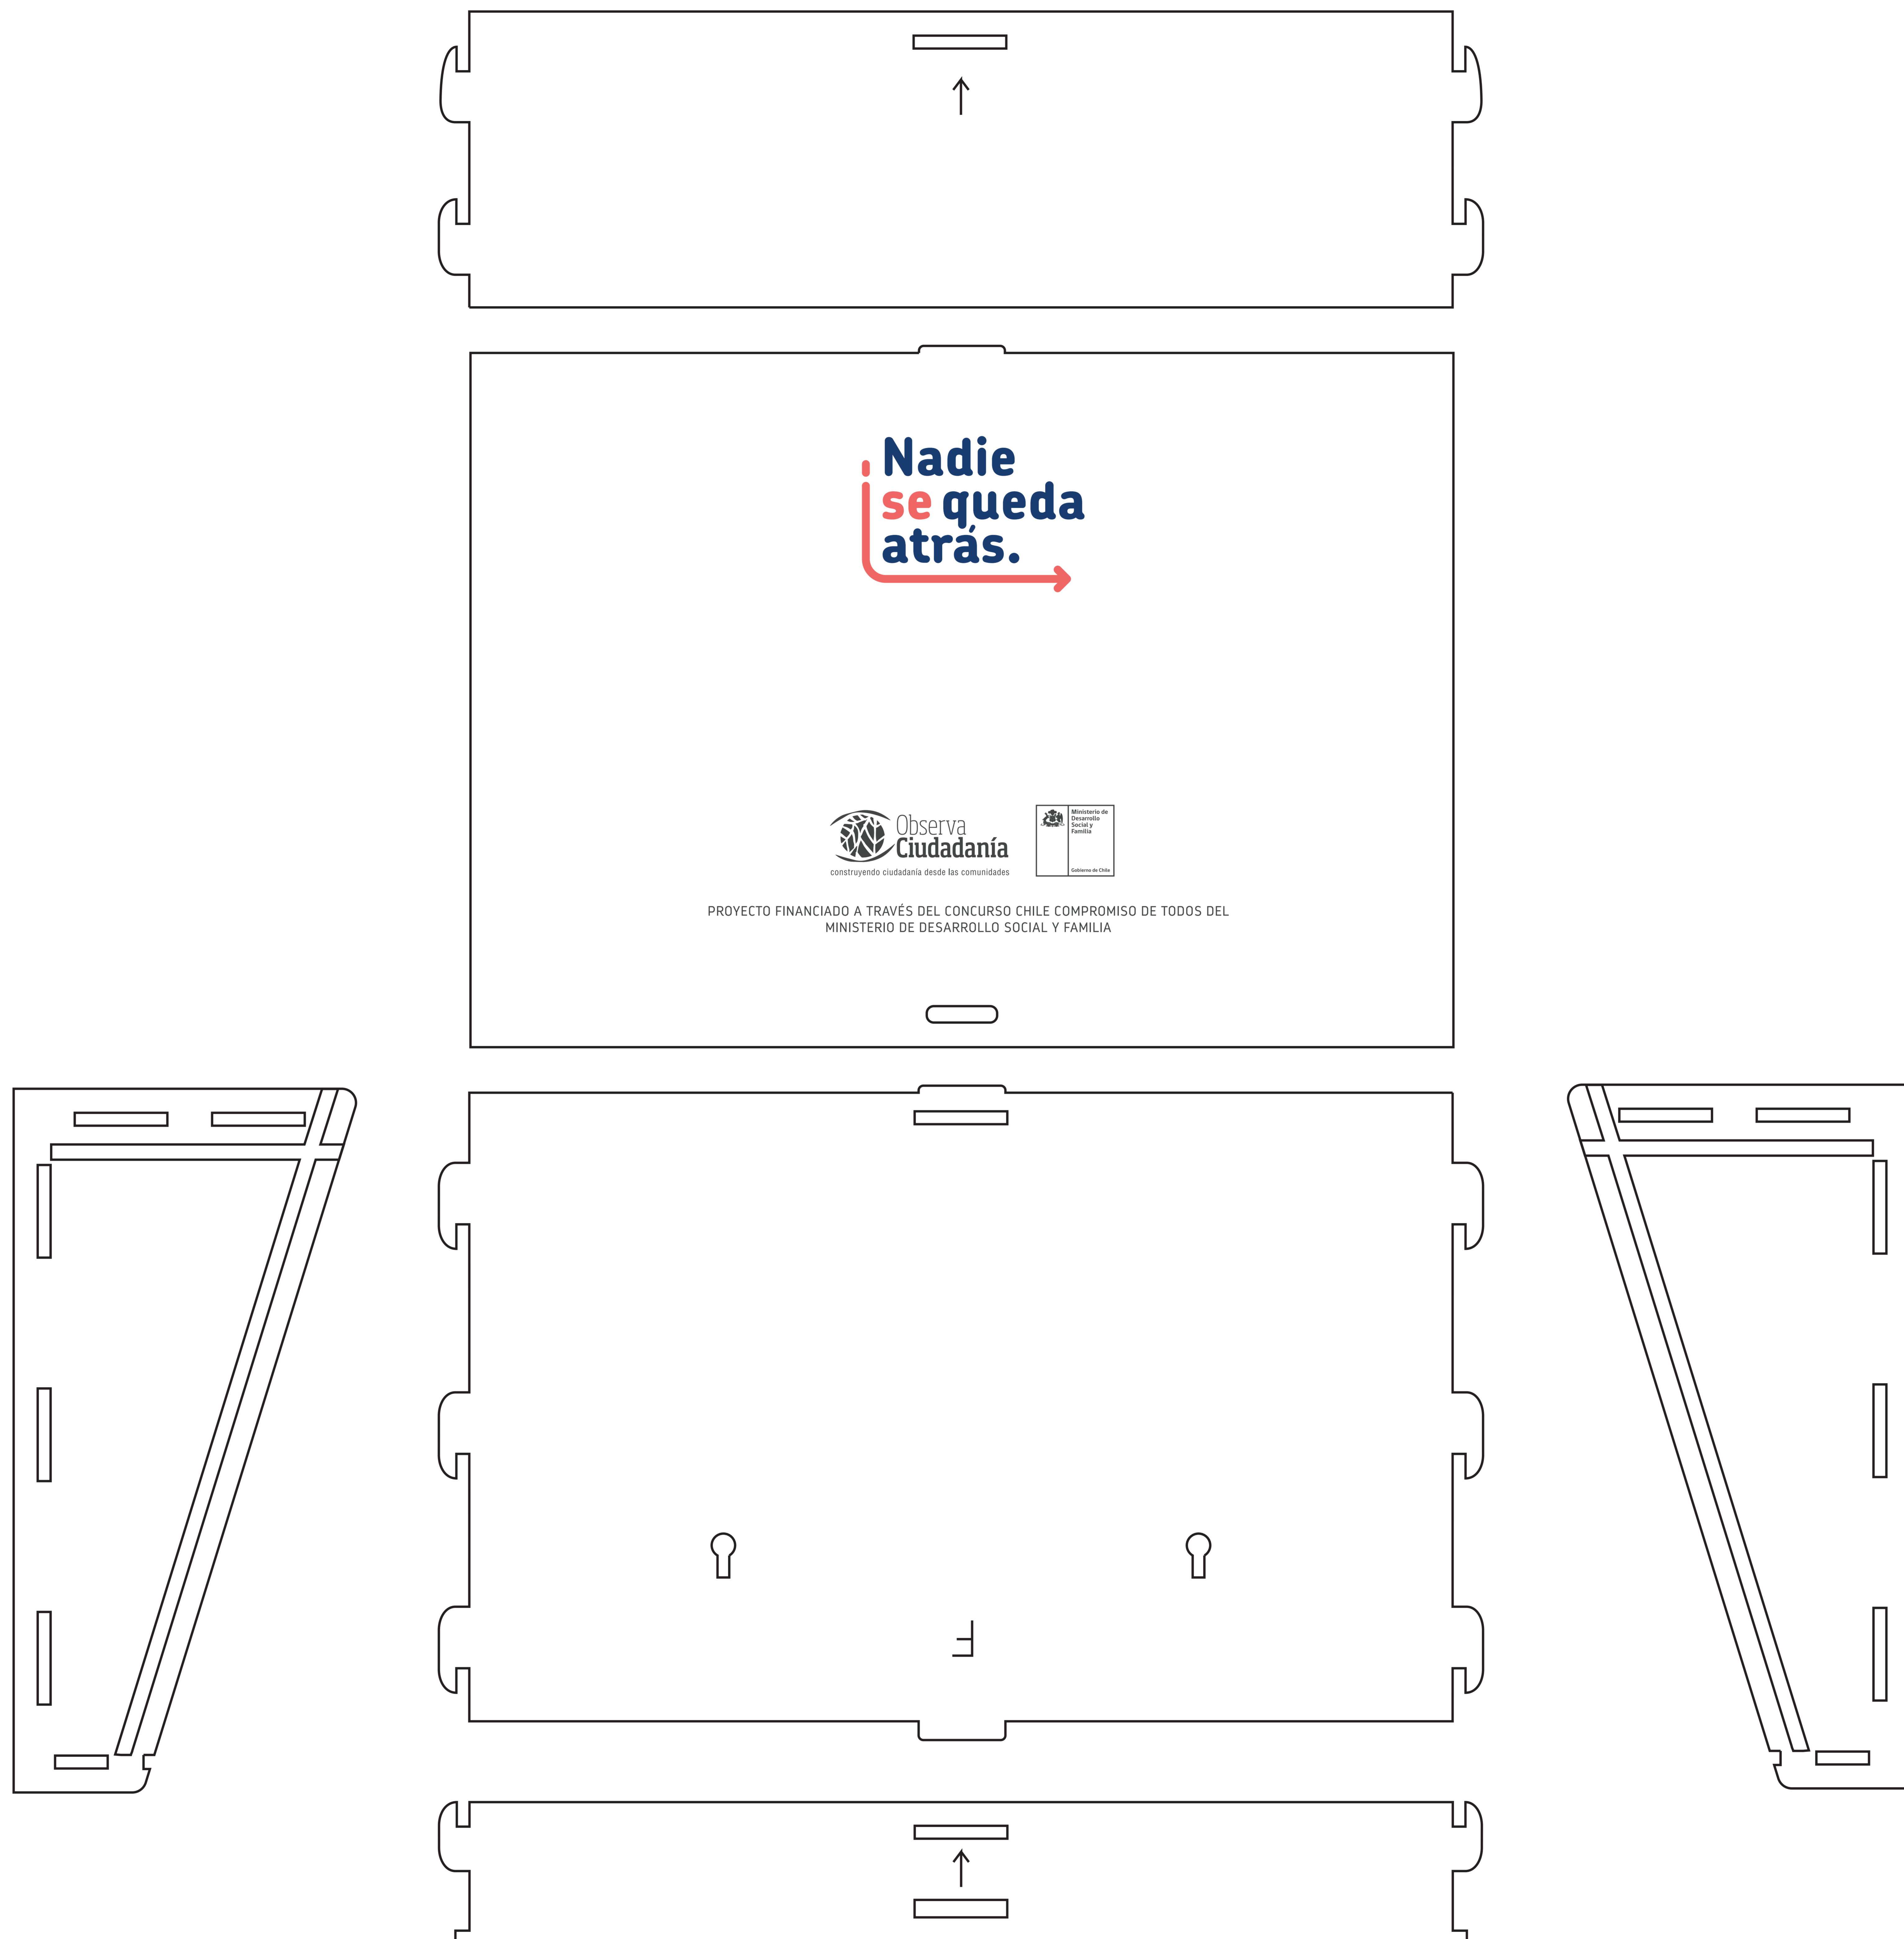 Nadie
se queda
atrás.
Observa
Ciudadanía
construyendo ciudadanía desde las comunidades
Ministerio de
Desarrollo
Social y
Familia
Gobierno de Chile
PROYECTO FINANCIADO A TRAVÉS DEL CONCURSO CHILE COMPROMISO DE TODOS DEL
MINISTERIO DE DESARROLLO SOCIAL Y FAMILIA
F